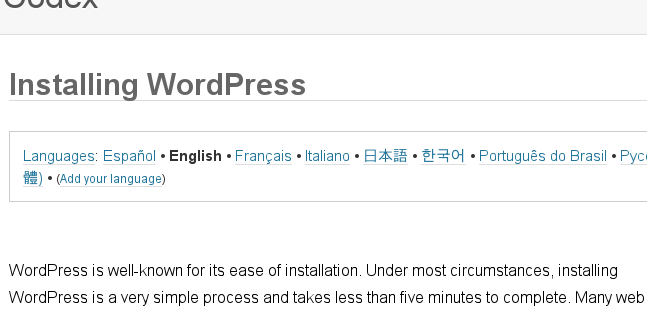 Codex
Installing WordPress
Languages: Español • English • Français • Italiano • 日本語 • 한국어 • Português do Brasil • Рус
體) • (Add your language)
WordPress is well-known for its ease of installation. Under most circumstances, installing
WordPress is a very simple process and takes less than five minutes to complete. Many web